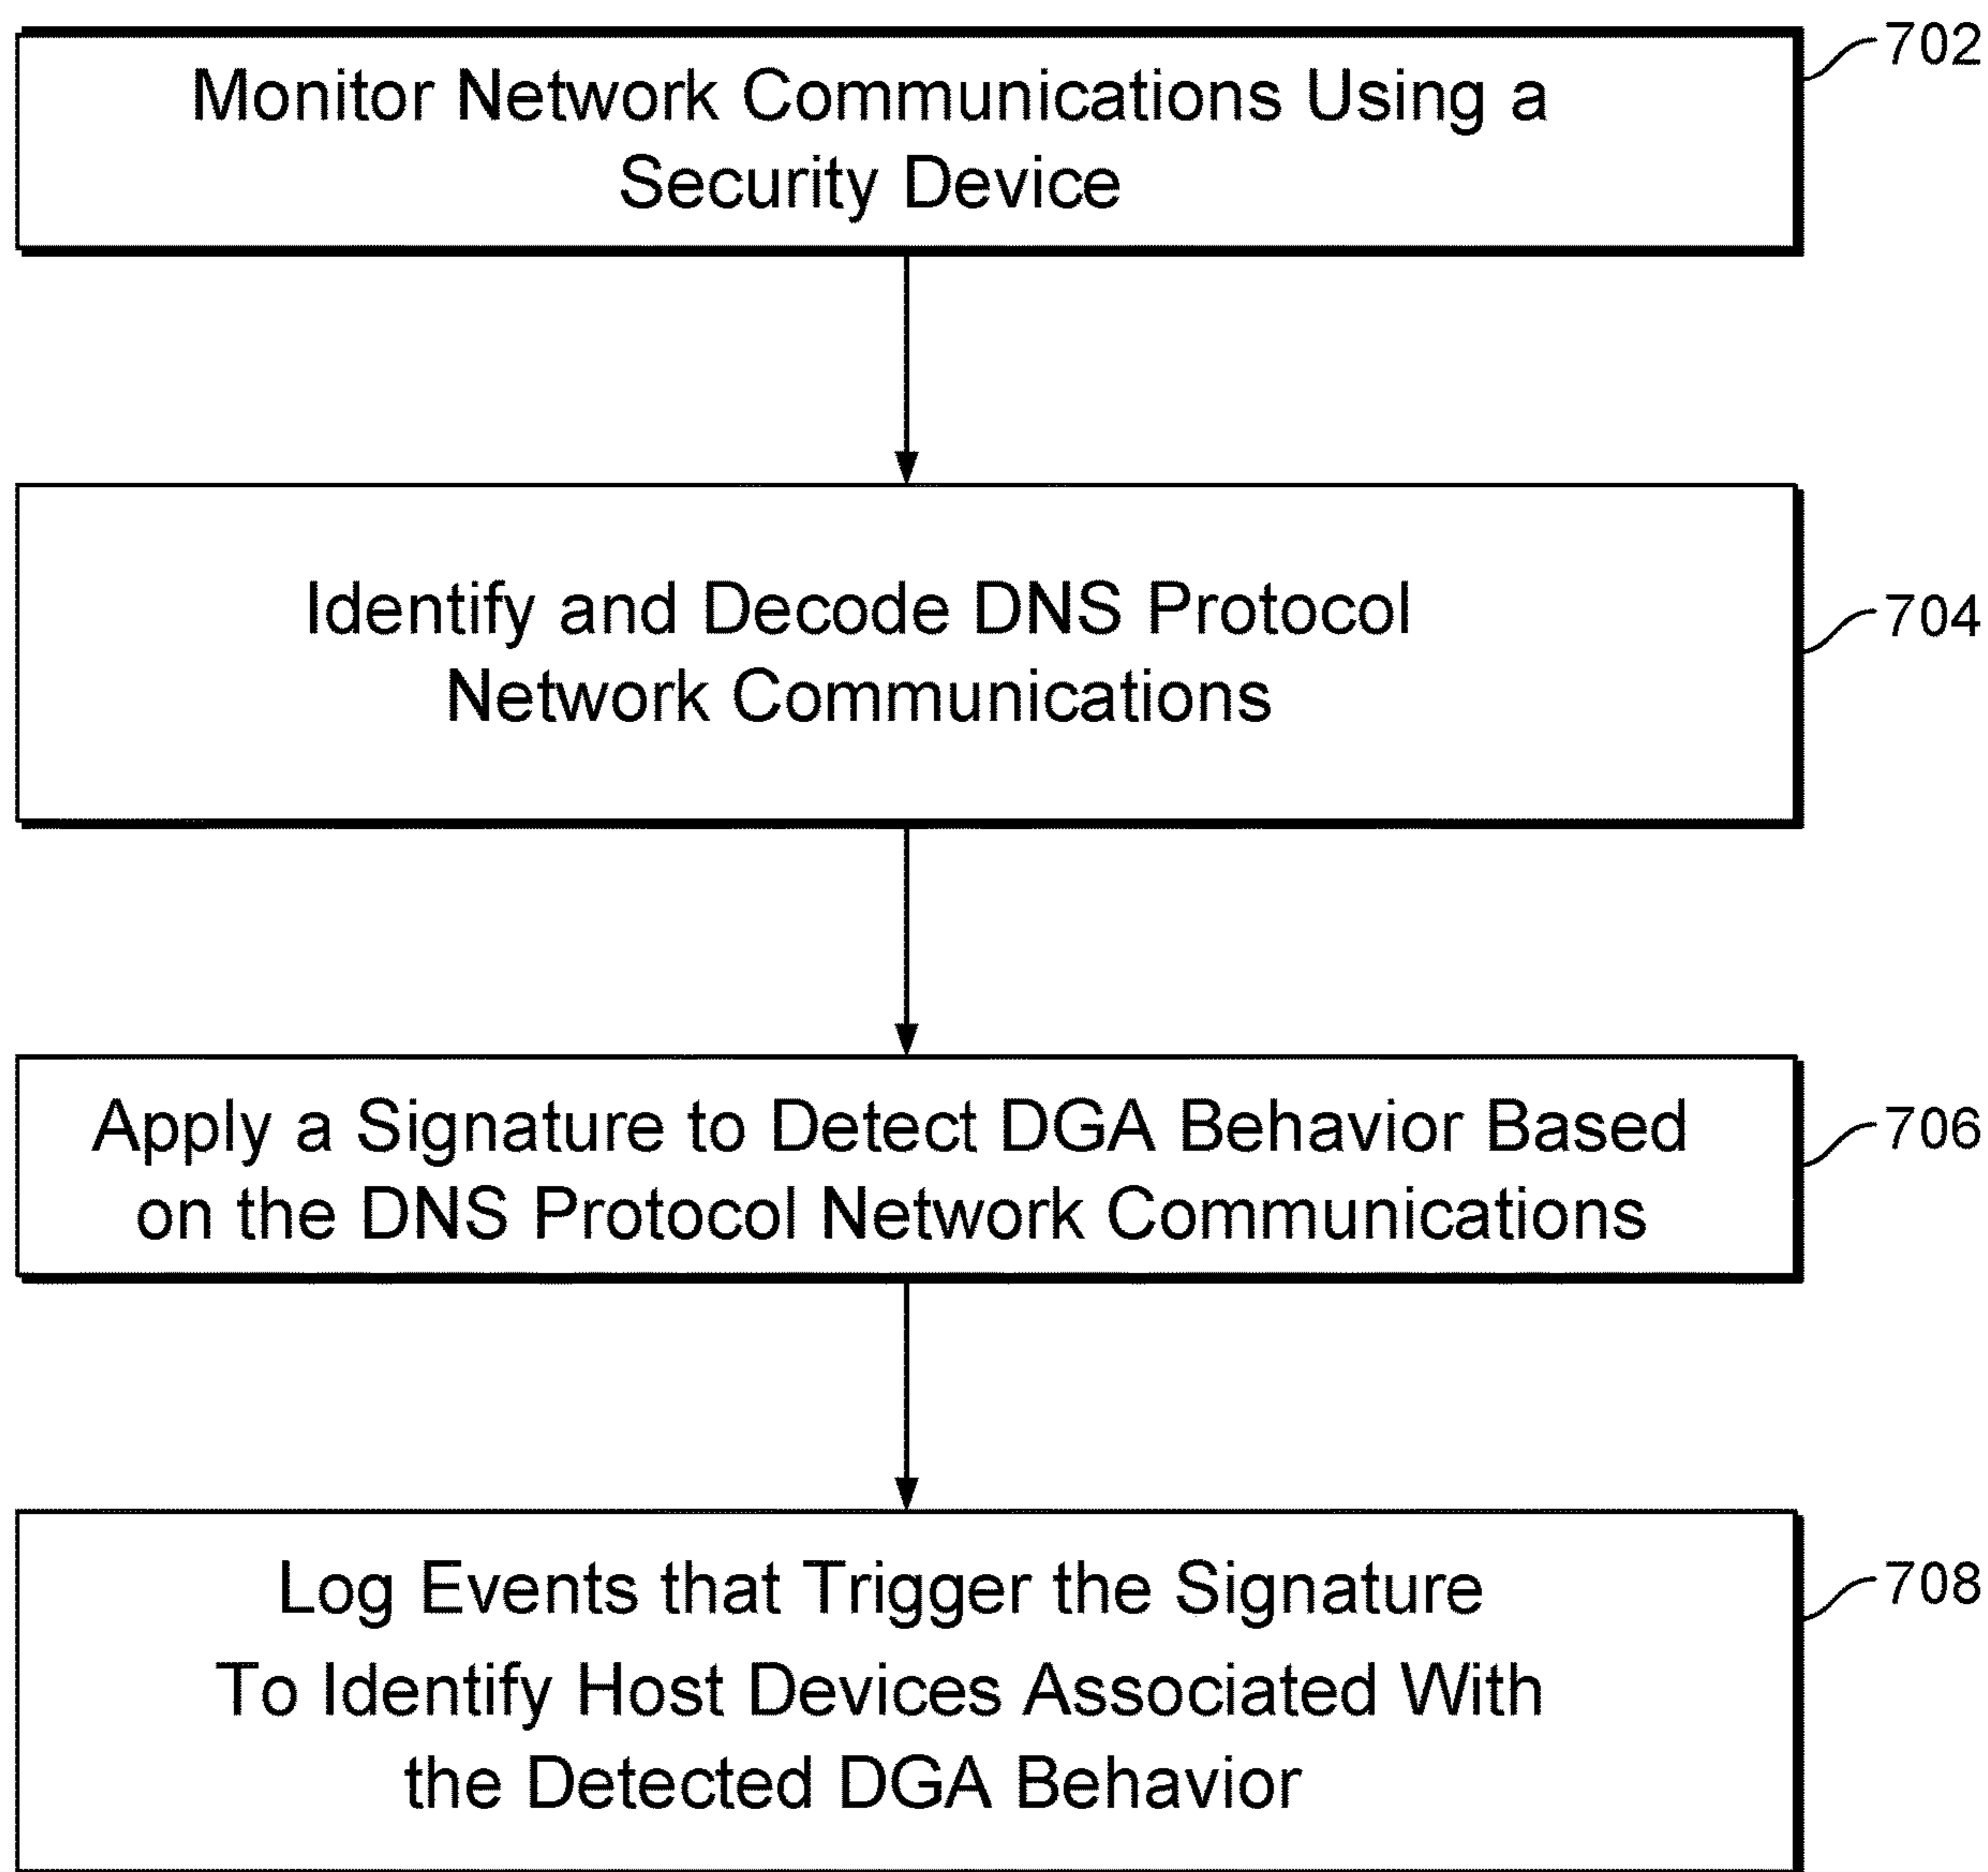 Monitor Network Communications Using a
Security Device
702
Identify and Decode DNS Protocol
Network Communications
704
Apply a Signature to Detect DGA Behavior Based
on the DNS Protocol Network Communications
706
Log Events that Trigger the Signature
To Identify Host Devices Associated With
the Detected DGA Behavior
708